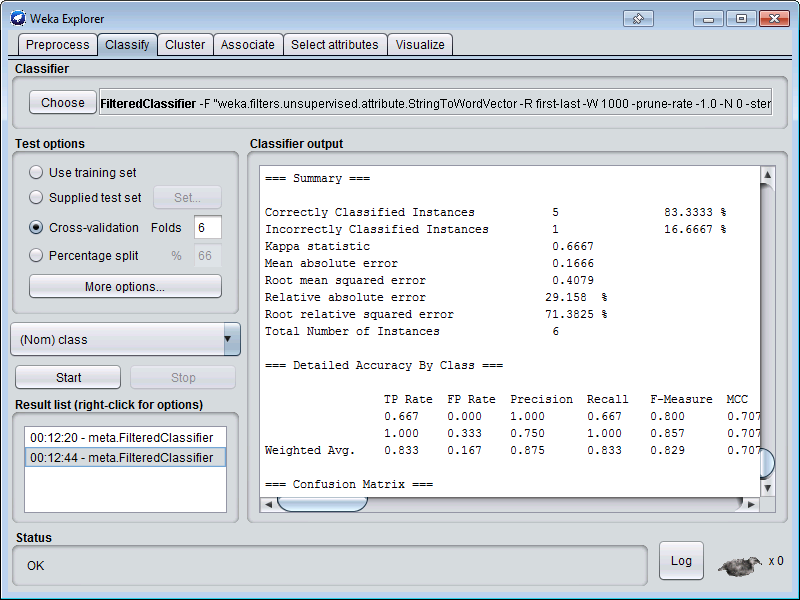 Weka Explorer
Preprocess Classify Cluster Associate Select attributes Visualize
Classifier
Choose FilteredClassifier -F "weka.filters.unsupervised.attribute.StringToWordVector -R first-last -W 1000 -prune-rate -1.0 -N 0 -ster
Test options
Use training set
Supplied test set Set...
Cross-validation Folds 6
Percentage split % 66
More options...
(Nom) class
Start Stop
Result list (right-click for options)
00:12:20 - meta.FilteredClassifier
00:12:44 - meta.FilteredClassifier
Classifier output
=== Summary ===
Correctly Classified Instances 5 83.3333 %
Incorrectly Classified Instances 1 16.6667 %
Kappa statistic 0.6667
Mean absolute error 0.1666
Root mean squared error 0.4079
Relative absolute error 29.158 %
Root relative squared error 71.3825 %
Total Number of Instances 6
=== Detailed Accuracy By Class ===
TP Rate FP Rate Precision Recall F-Measure MCC
0.667 0.000 1.000 0.667 0.800 0.707
1.000 0.333 0.750 1.000 0.857 0.707
Weighted Avg. 0.833 0.167 0.875 0.833 0.829 0.707
=== Confusion Matrix ===
Status
OK
Log x 0